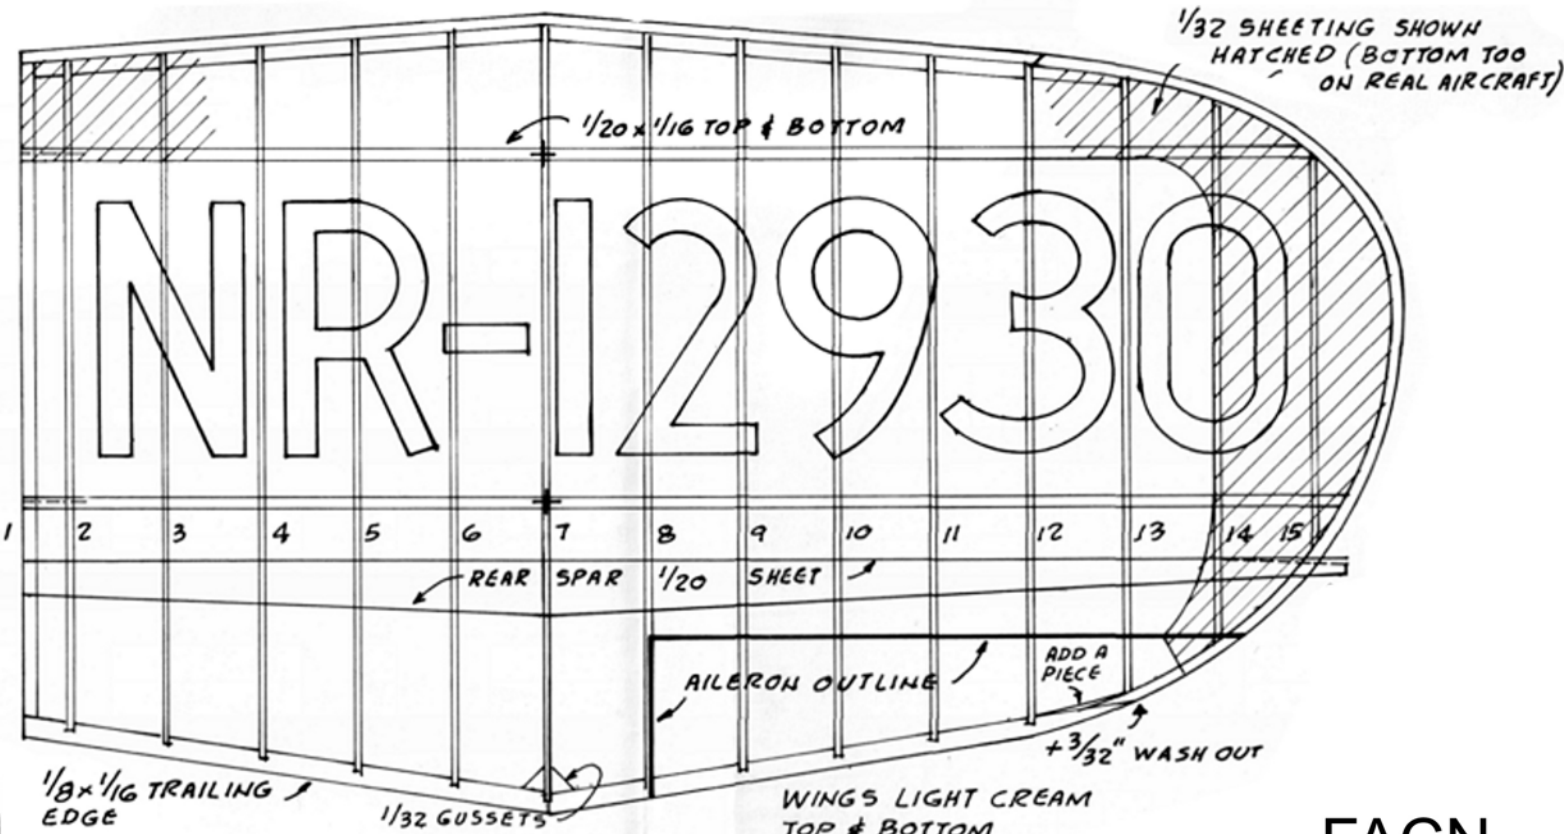 1/32 SHEETING SHOWN
HATCHED (BOTTOM TOO
ON REAL AIRCRAFT)
1/20 x 1/16 TOP & BOTTOM
NR-12930
1 2 3 4 5 6 7 8 9 10 11 12 13 14 15
REAR SPAR 1/20 SHEET
ADD A
PIECE
AILERON OUTLINE
+3/32" WASH OUT
1/8 x 1/16 TRAILING
EDGE
1/32 GUSSETS
WINGS LIGHT CREAM
TOP & BOTTOM